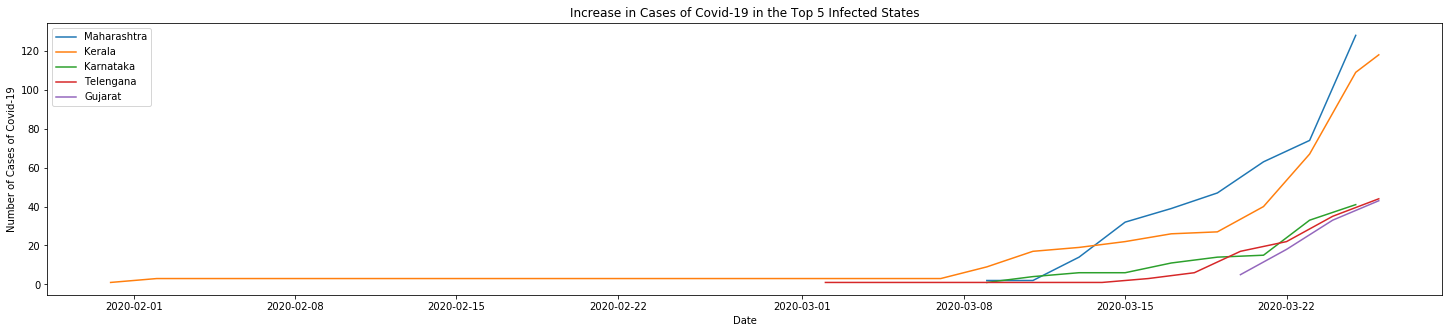 Increase in Cases of Covid-19 in the Top 5 Infected States
Maharashtra
Kerala
Karnataka
Telengana
Gujarat
Number of Cases of Covid-19
120
100
80
60
40
20
0
2020-02-01 2020-02-08 2020-02-15 2020-02-22 2020-03-01 2020-03-08 2020-03-15 2020-03-22
Date